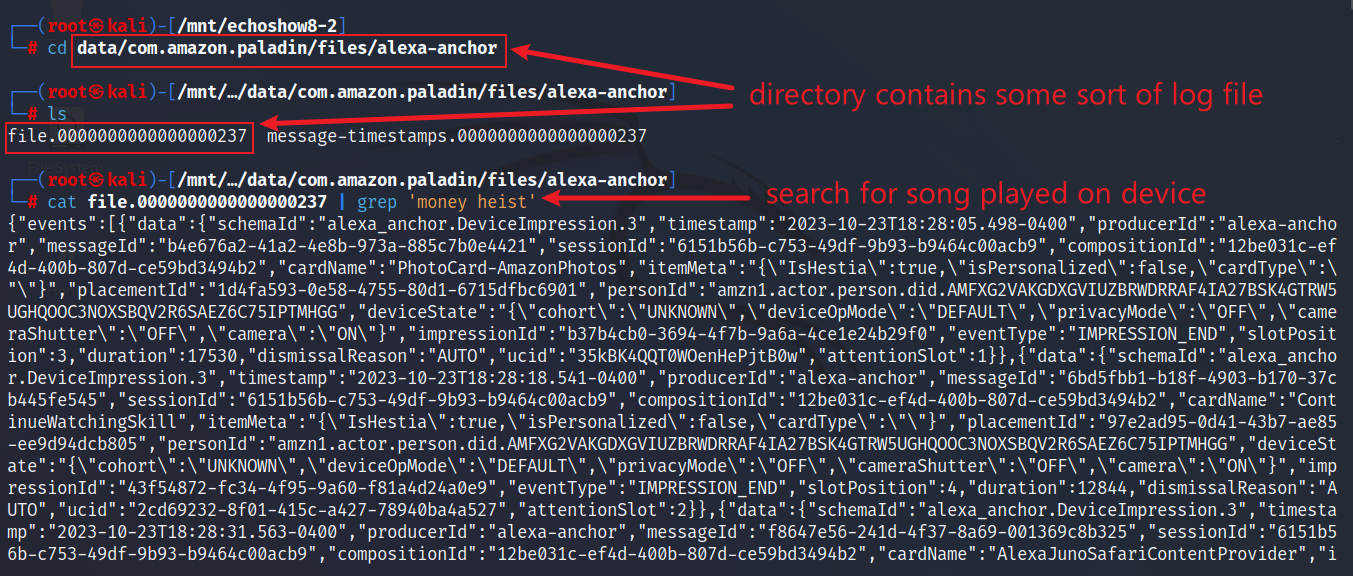 ┌──(root㉿kali)-[/mnt/echoshow8-2]
└─# cd data/com.amazon.paladin/files/alexa-anchor
┌──(root㉿kali)-[/mnt/…/data/com.amazon.paladin/files/alexa-anchor]
directory contains some sort of log file
└─# ls
file.0000000000000000237 message-timestamps.0000000000000000237
┌──(root㉿kali)-[/mnt/…/data/com.amazon.paladin/files/alexa-anchor]
search for song played on device
└─# cat file.0000000000000000237 | grep 'money heist'
{"events":[{"data":{"schemaId":"alexa_anchor.DeviceImpression.3","timestamp":"2023-10-23T18:28:05.498-0400","producerId":"alexa-ancho
r","messageId":"b4e676a2-41a2-4e8b-973a-885c7b0e4421","sessionId":"6151b56b-c753-49df-9b93-b9464c00acb9","compositionId":"12be031c-ef
4d-400b-807d-ce59bd3494b2","cardName":"PhotoCard-AmazonPhotos","itemMeta":"{\"IsHestia\":true,\"isPersonalized\":false,\"cardType\":\
"\"}","placementId":"1d4fa593-0e58-4755-80d1-6715dfbc6901","personId":"amzn1.actor.person.did.AMFXG2VAKGDXGVIUZBRWDRRAF4IA27BSK4GTRW5
UGHQOOC3NOXSBQV2R6SAEZ6C75IPTMHGG","deviceState":"{\"cohort\":\"UNKNOWN\",\"deviceOpMode\":\"DEFAULT\",\"privacyMode\":\"OFF\",\"came
raShutter\":\"OFF\",\"camera\":\"ON\"}","impressionId":"b37b4cb0-3694-4f7b-9a6a-4ce1e24b29f0","eventType":"IMPRESSION_END","slotPosit
ion":3,"duration":17530,"dismissalReason":"AUTO","ucid":"35kBK4QQT0WOenHePjtB0w","attentionSlot":1}},{"data":{"schemaId":"alexa_ancho
r.DeviceImpression.3","timestamp":"2023-10-23T18:28:18.541-0400","producerId":"alexa-anchor","messageId":"6bd5fbb1-b18f-4903-b170-37c
b445fe545","sessionId":"6151b56b-c753-49df-9b93-b9464c00acb9","compositionId":"12be031c-ef4d-400b-807d-ce59bd3494b2","cardName":"Cont
inueWatchingSkill","itemMeta":"{\"IsHestia\":true,\"isPersonalized\":false,\"cardType\":\"\"}","placementId":"97e2ad95-0d41-43b7-ae85
-ee9d94dcb805","personId":"amzn1.actor.person.did.AMFXG2VAKGDXGVIUZBRWDRRAF4IA27BSK4GTRW5UGHQOOC3NOXSBQV2R6SAEZ6C75IPTMHGG","deviceSt
ate":"{\"cohort\":\"UNKNOWN\",\"deviceOpMode\":\"DEFAULT\",\"privacyMode\":\"OFF\",\"cameraShutter\":\"OFF\",\"camera\":\"ON\"}","imp
ressionId":"43f54872-fc34-4f95-9a60-f81a4d24a0e9","eventType":"IMPRESSION_END","slotPosition":4,"duration":12844,"dismissalReason":"A
UTO","ucid":"2cd69232-8f01-415c-a427-78940ba4a527","attentionSlot":2}},{"data":{"schemaId":"alexa_anchor.DeviceImpression.3","timesta
mp":"2023-10-23T18:28:31.563-0400","producerId":"alexa-anchor","messageId":"f8647e56-241d-4f37-8a69-001369c8b325","sessionId":"6151b5
6b-c753-49df-9b93-b9464c00acb9","compositionId":"12be031c-ef4d-400b-807d-ce59bd3494b2","cardName":"AlexaJunoSafariContentProvider","i